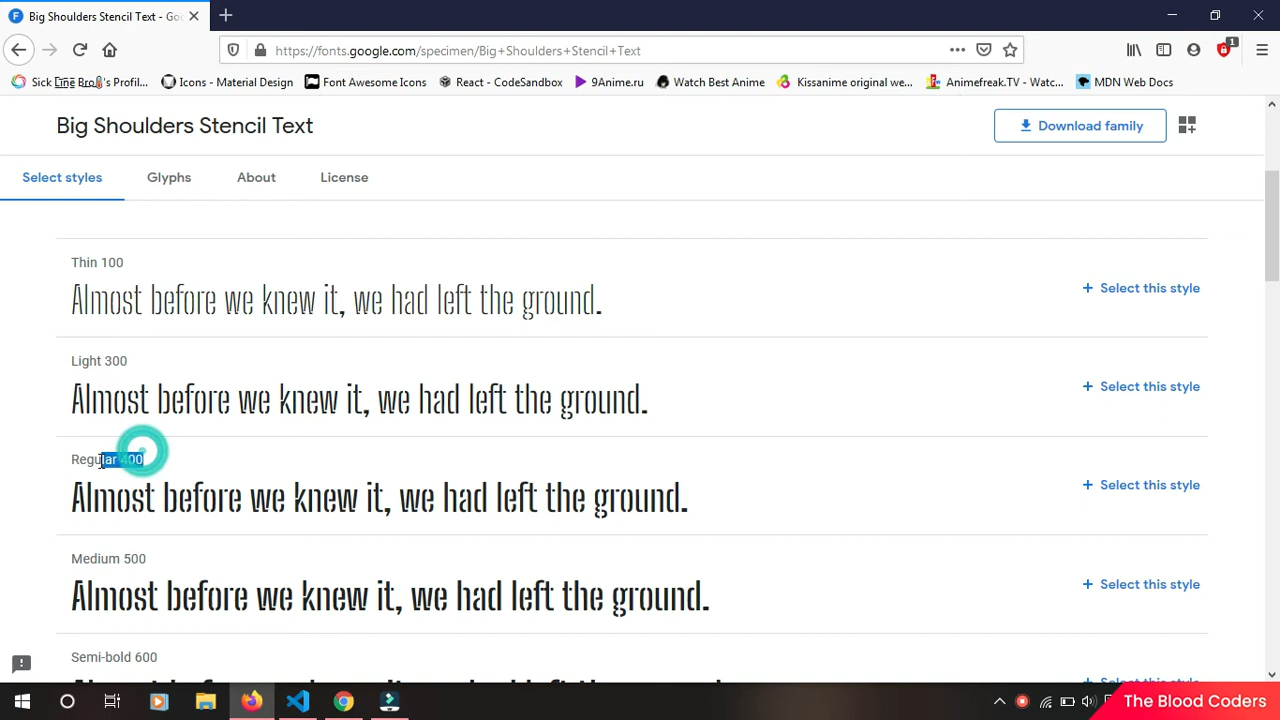 Big Shoulders Stencil Text - Goo
https://fonts.google.com/specimen/Big+Shoulders+Stencil+Text
1
Sick Line Bro's Profil...
Icons - Material Design
Font Awesome Icons
React - CodeSandbox
9Anime.ru
Watch Best Anime
Kissanime original we...
Animefreak.TV - Watc...
MDN Web Docs
Big Shoulders Stencil Text
Download family
Select styles
Glyphs
About
License
Thin 100
Almost before we knew it, we had left the ground.
+ Select this style
Light 300
Almost before we knew it, we had left the ground.
+ Select this style
Regular 400
Almost before we knew it, we had left the ground.
+ Select this style
Medium 500
Almost before we knew it, we had left the ground.
+ Select this style
Semi-bold 600
The Blood Coders